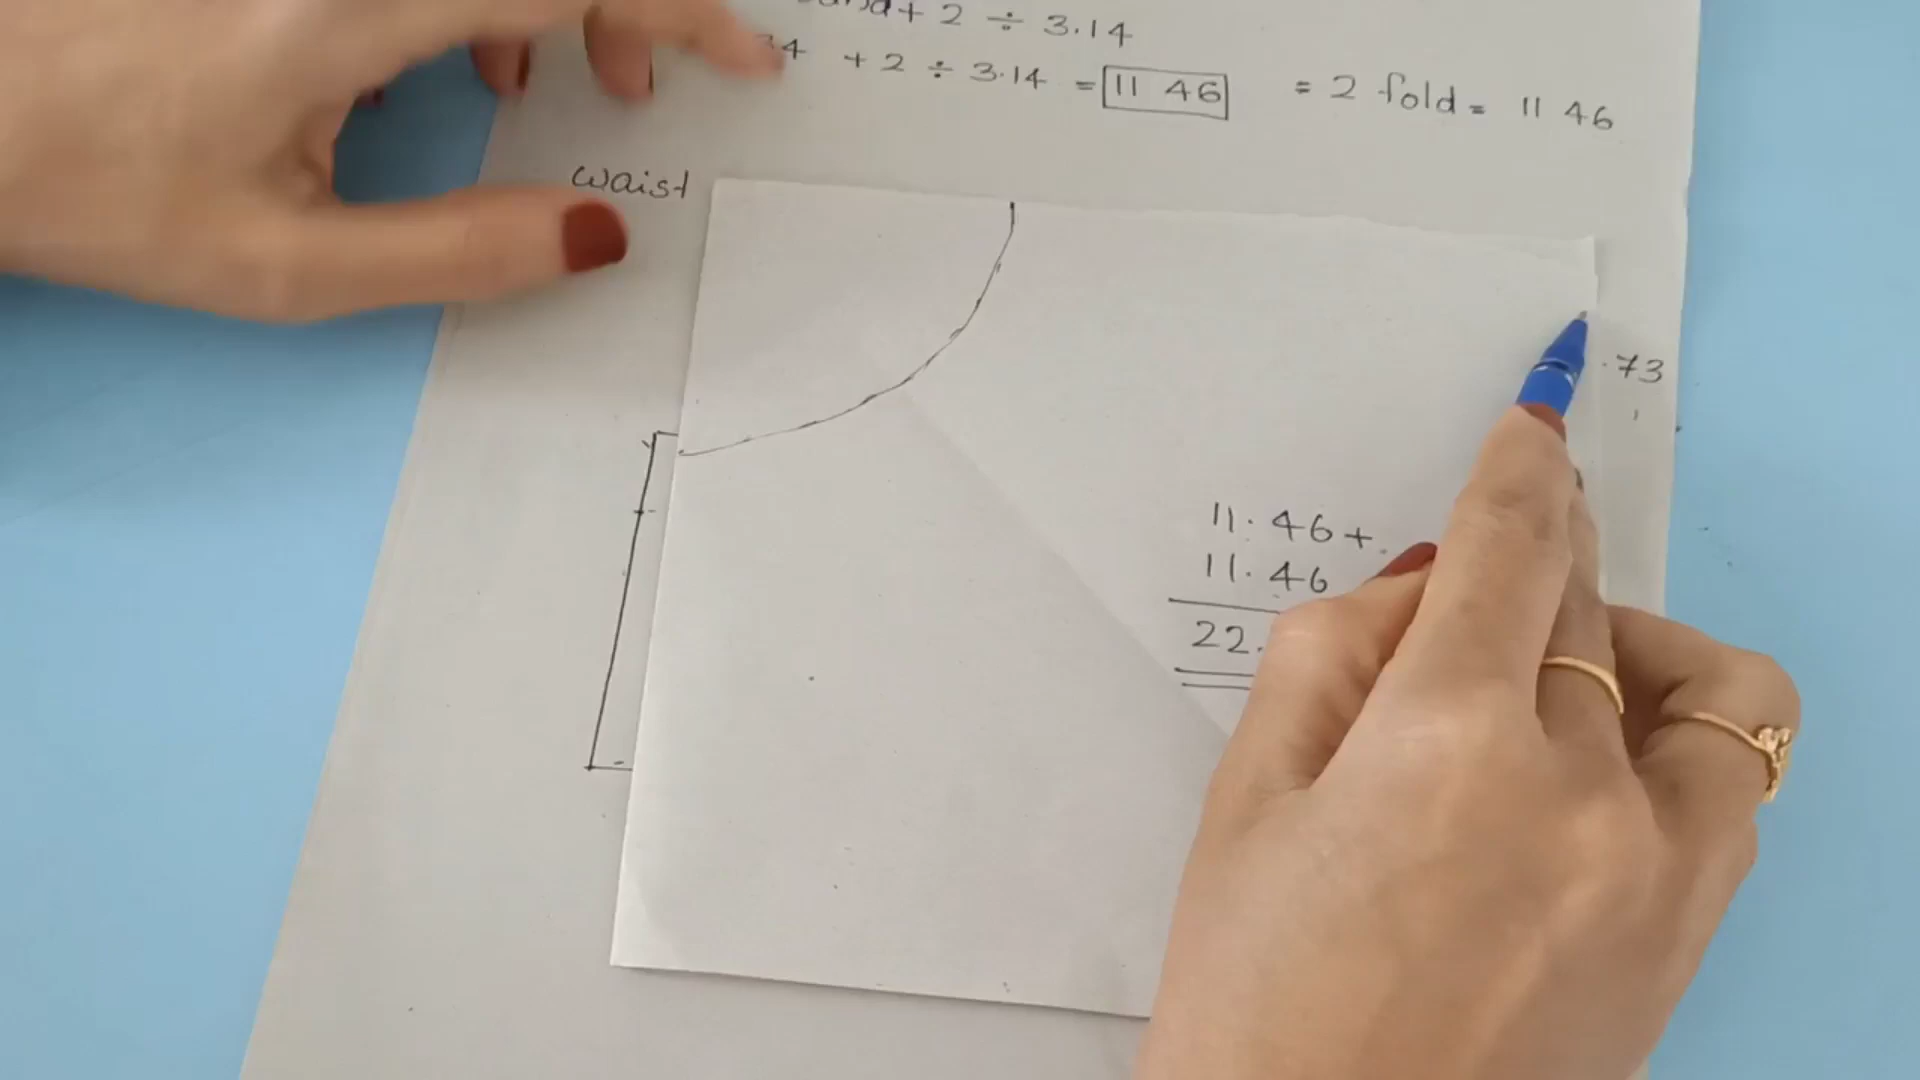 + 2 ÷ 3.14
34 + 2 ÷ 3.14 = 11 46 = 2 fold = 11 46
waist
.73
11.46 +
11.46
22.